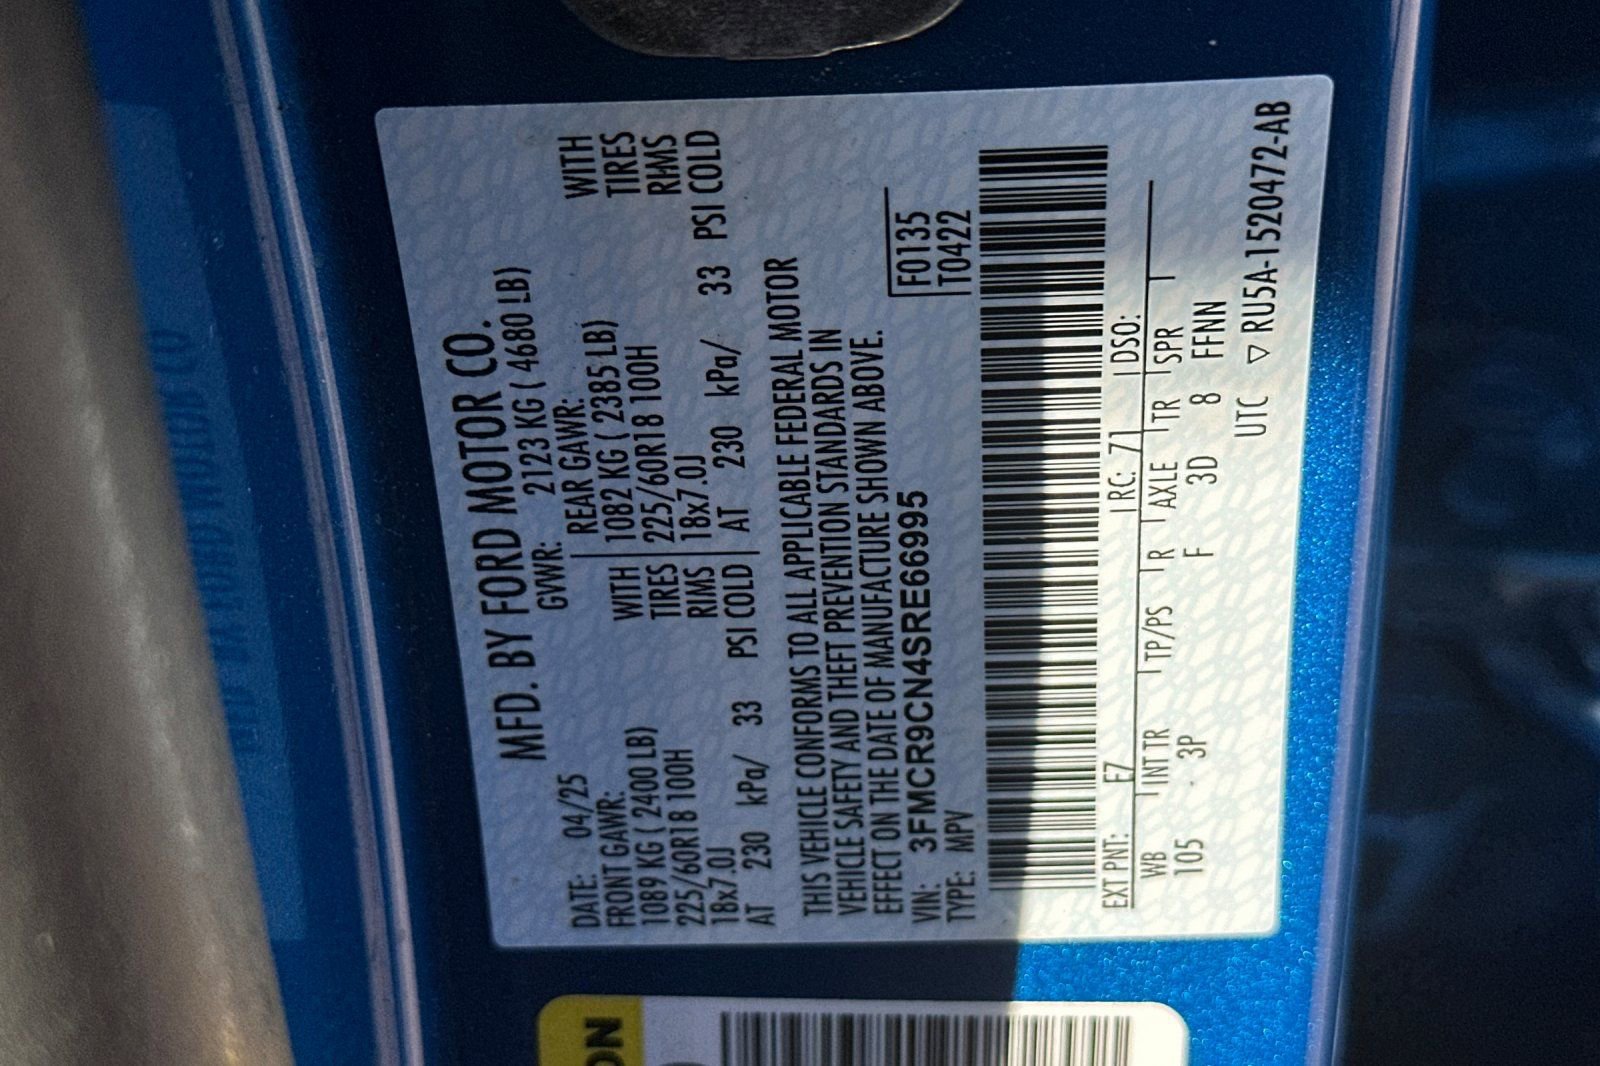 MFD. BY FORD MOTOR CO.
DATE: 04/25 GVWR: 2123 KG ( 4680 LB)
FRONT GAWR: REAR GAWR:
1089 KG ( 2400 LB) WITH 1082 KG ( 2385 LB) WITH
225/60R18 100H TIRES 225/60R18 100H TIRES
18x7.0J RIMS 18x7.0J RIMS
AT 230 kPa/ 33 PSI COLD AT 230 kPa/ 33 PSI COLD
THIS VEHICLE CONFORMS TO ALL APPLICABLE FEDERAL MOTOR
VEHICLE SAFETY AND THEFT PREVENTION STANDARDS IN
EFFECT ON THE DATE OF MANUFACTURE SHOWN ABOVE.
VIN: 3FMCR9CN4SRE66995 F0135
TYPE: MPV T0422
EXT PNT: E7 RC: 71 DSO:
WB INT TR TP/PS R AXLE TR SPR
105 3P F 3D 8 FFNN
UTC ▽ RU5A-1520472-AB
ON